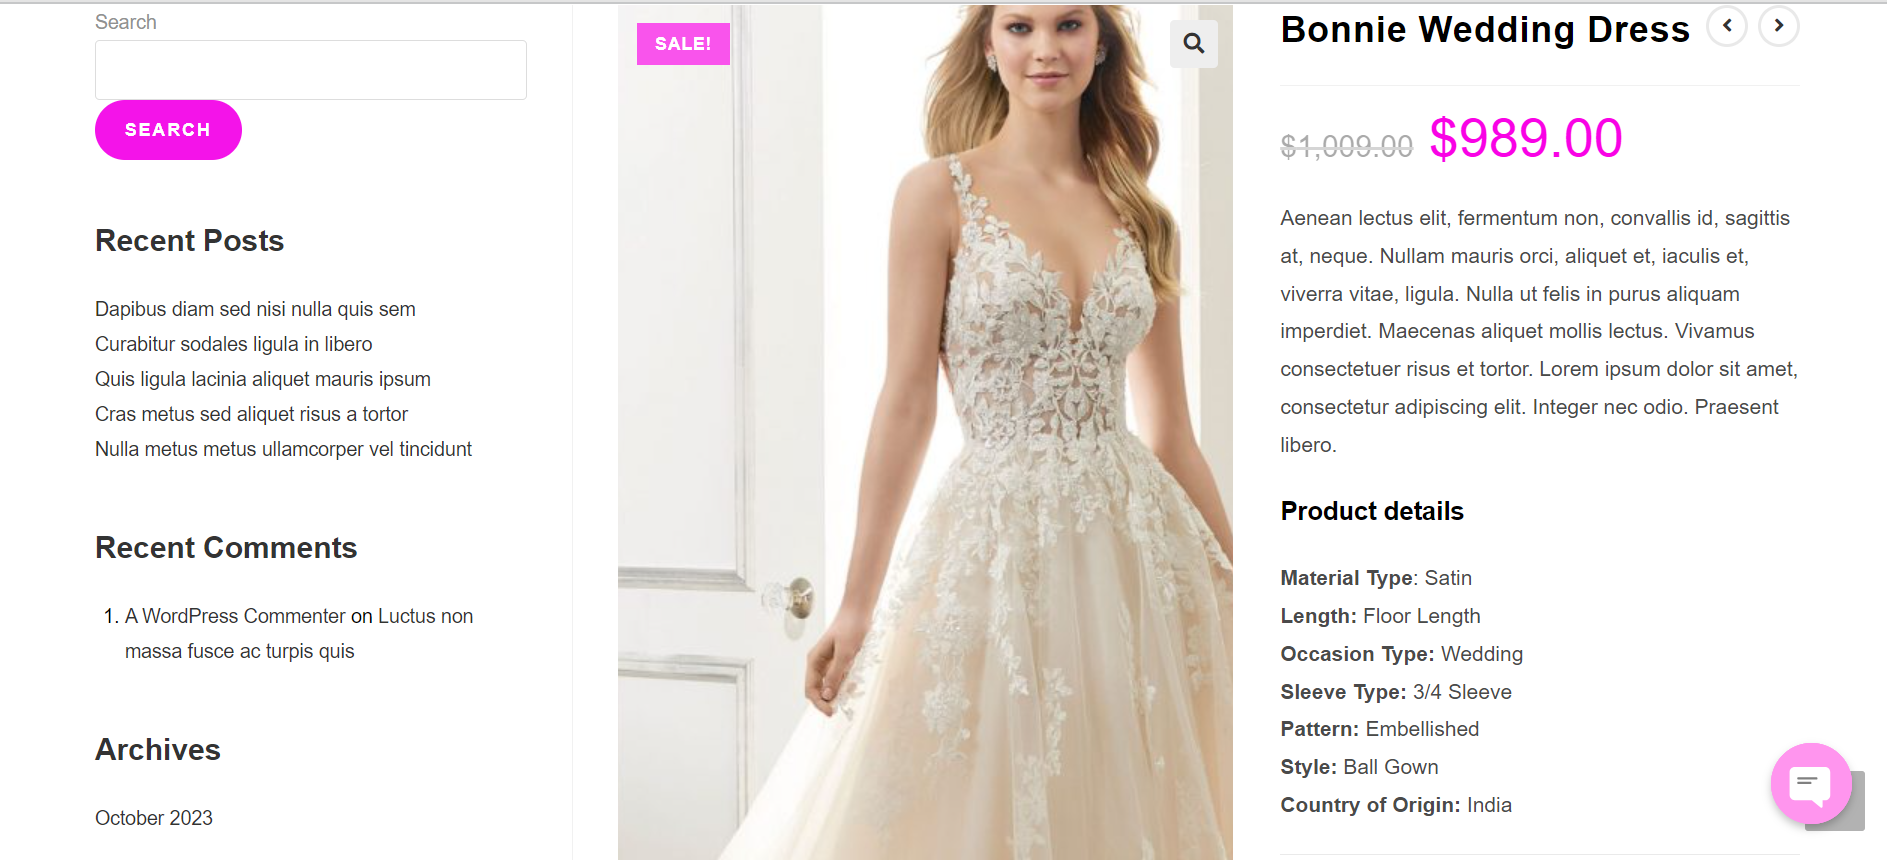 Search
SEARCH
Recent Posts
Dapibus diam sed nisi nulla quis sem
Curabitur sodales ligula in libero
Quis ligula lacinia aliquet mauris ipsum
Cras metus sed aliquet risus a tortor
Nulla metus metus ullamcorper vel tincidunt
Recent Comments
1. A WordPress Commenter on Luctus non
massa fusce ac turpis quis
Archives
October 2023
SALE!
Bonnie Wedding Dress
$1,009.00 $989.00
Aenean lectus elit, fermentum non, convallis id, sagittis
at, neque. Nullam mauris orci, aliquet et, iaculis et,
viverra vitae, ligula. Nulla ut felis in purus aliquam
imperdiet. Maecenas aliquet mollis lectus. Vivamus
consectetuer risus et tortor. Lorem ipsum dolor sit amet,
consectetur adipiscing elit. Integer nec odio. Praesent
libero.
Product details
Material Type: Satin
Length: Floor Length
Occasion Type: Wedding
Sleeve Type: 3/4 Sleeve
Pattern: Embellished
Style: Ball Gown
Country of Origin: India